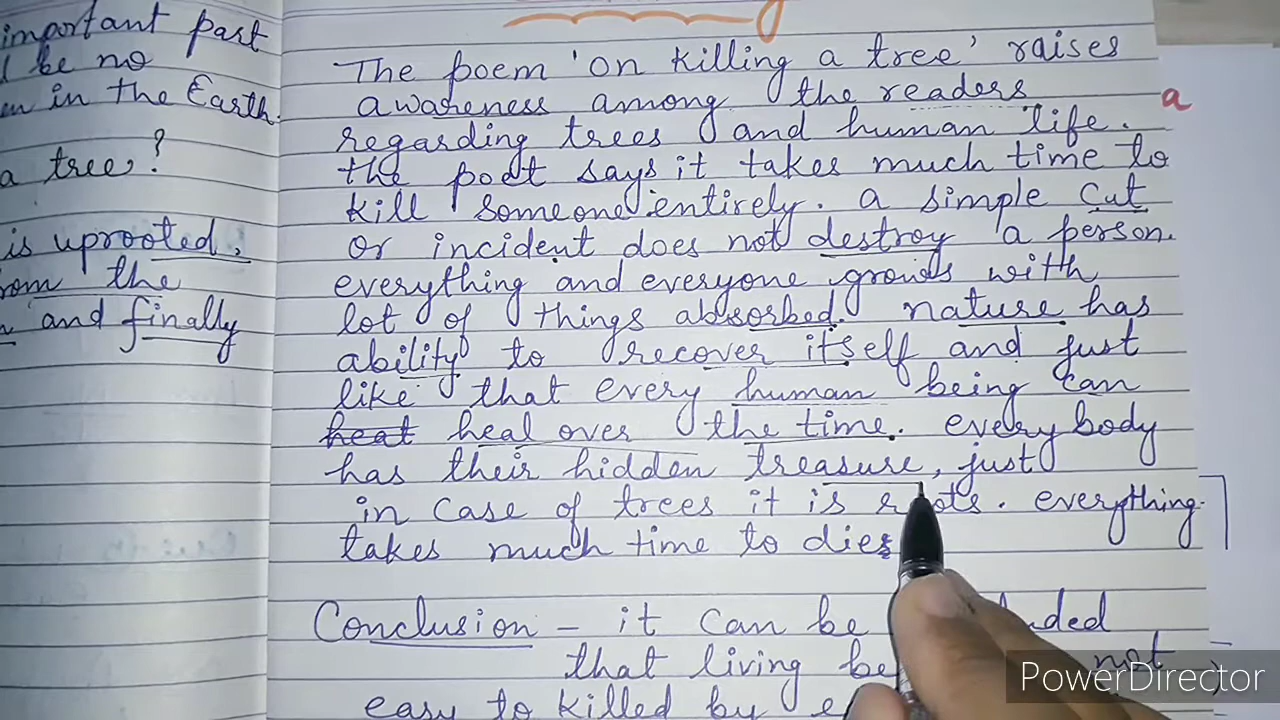 important part
be no
in the Earth.
a tree?
is uprooted,
the
and finally
The poem 'on killing a tree' raises
awareness among the readers
a
regarding trees and human life.
the poet says it takes much time to
kill someone entirely. a simple cut
or incident does not destroy a person.
everything and everyone grows with
lot of things absorbed. nature has
ability to recover itself and just
like that every human being can
heat heal over the time. everybody
has their hidden treasure, just
in case of trees it is roots. everything
takes much time to dies
Conclusion - it can be
that living not
easy to killed by
PowerDirector